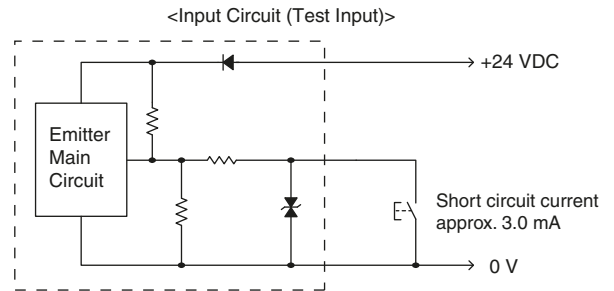 <Input Circuit (Test Input)>
+24 VDC
Emitter
Main
Circuit
Short circuit current
approx. 3.0 mA
0 V